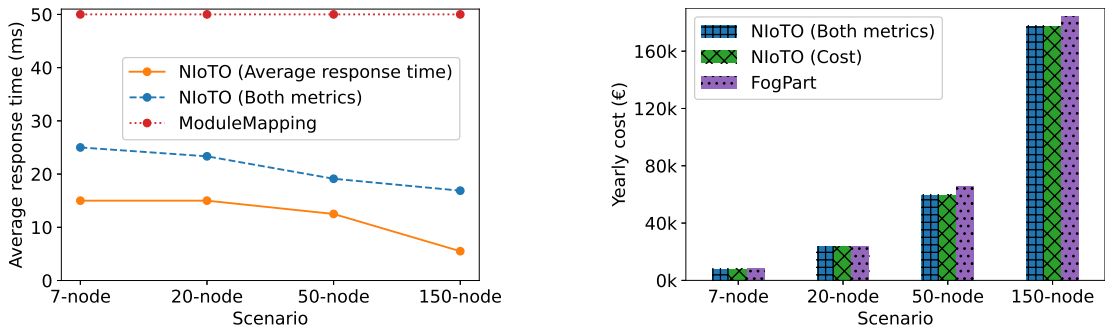 Average response time (ms)
50
40
30
20
10
0
NIoTO (Average response time)
NIoTO (Both metrics)
ModuleMapping
7-node 20-node 50-node 150-node
Scenario
Yearly cost (€)
160k
120k
80k
40k
0k
NIoTO (Both metrics)
NIoTO (Cost)
FogPart
7-node 20-node 50-node 150-node
Scenario